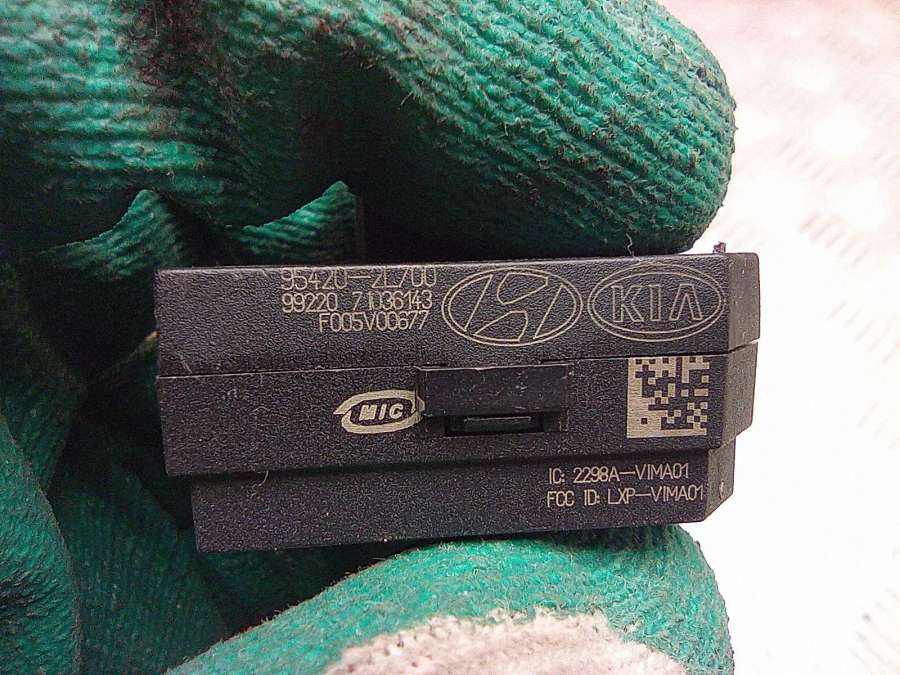 95420-2L700
99220 71036143
F005V00677
KIA
MIC
IC: 2298A-VIMA01
FCC ID: LXP-VIMA01